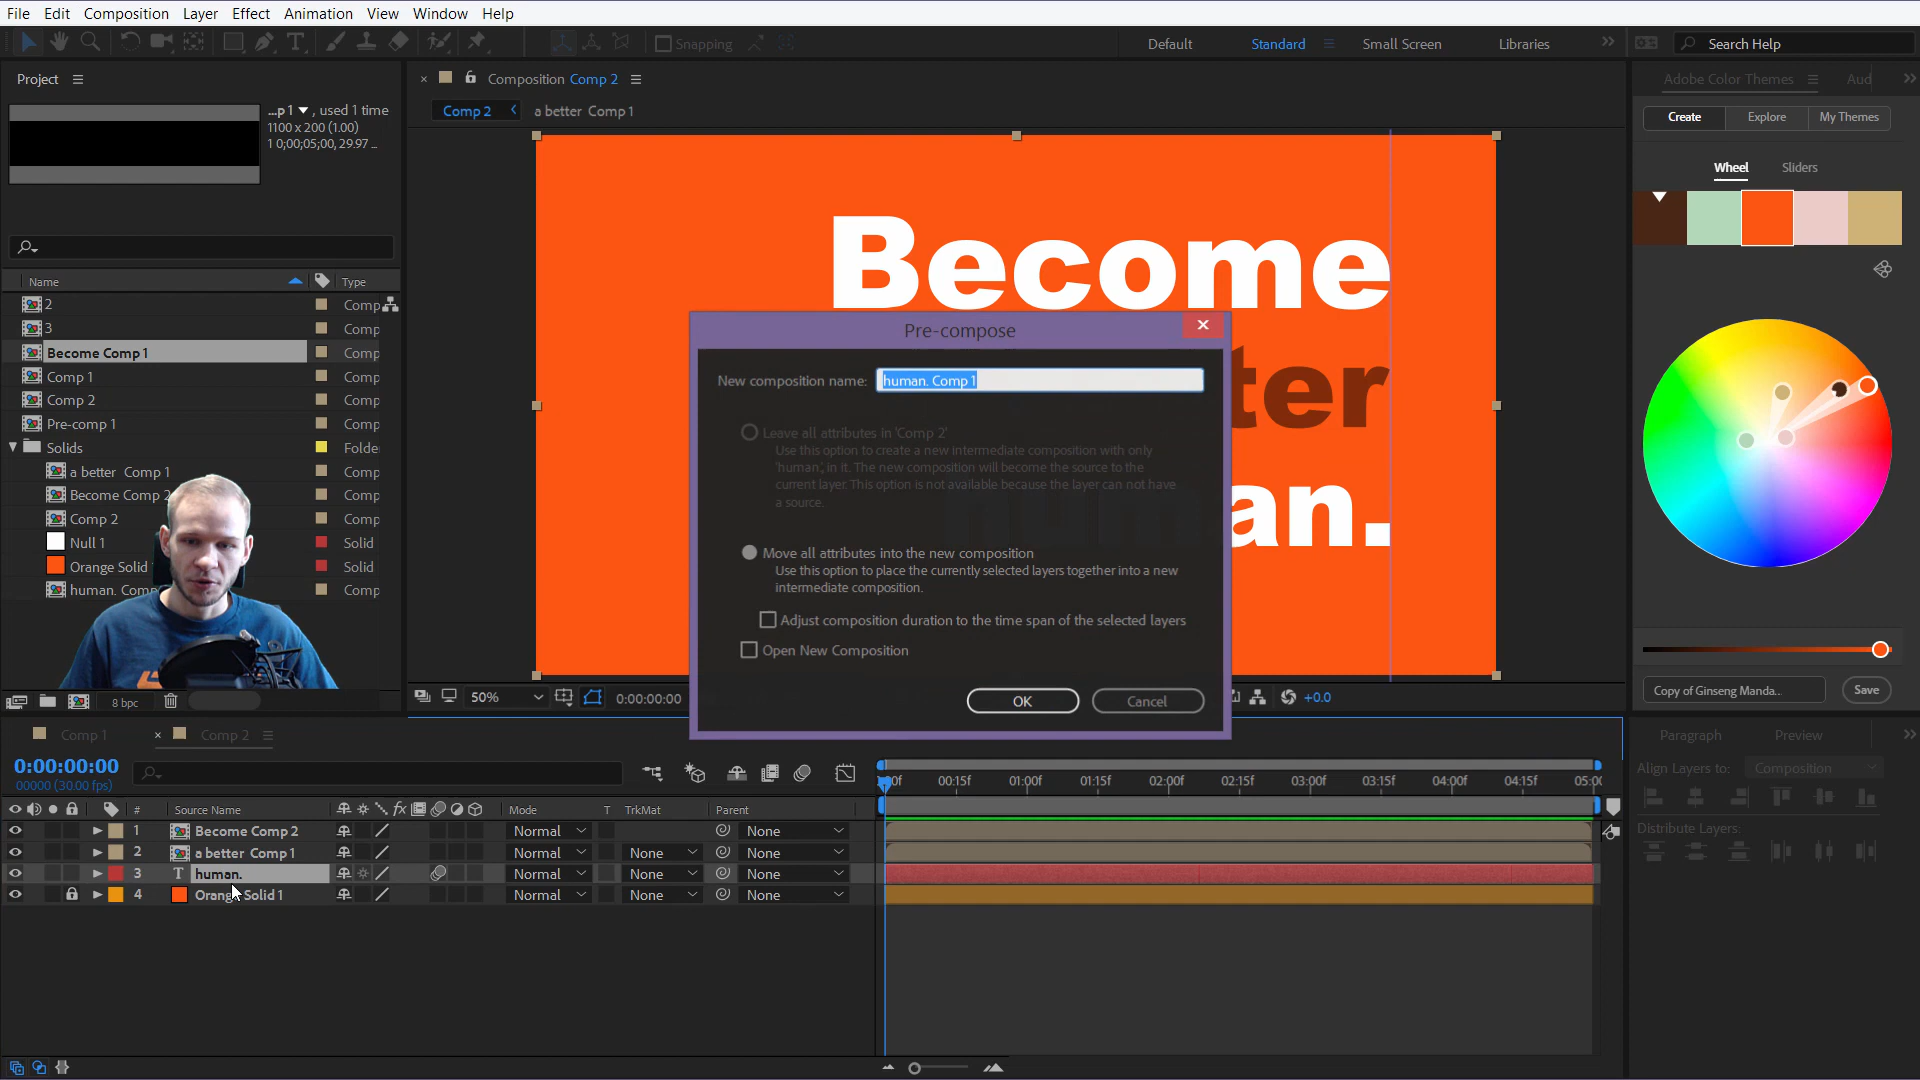 File Edit Composition Layer Effect Animation View Window Help
Snapping
Default Standard Small Screen Libraries
Search Help
Project
Composition Comp 2
Adobe Color Themes Aud
...p 1 , used 1 time
1100 x 200 (1.00)
1 0;00;05;00, 29.97 ...
Comp 2 a better Comp 1
Create Explore My Themes
Wheel Sliders
Name Type
2 Comp
3 Comp
Become Comp 1 Comp
Comp 1 Comp
Comp 2 Comp
Pre-comp 1 Comp
Solids Folde
a better Comp 1 Comp
Become Comp 2 Comp
Comp 2 Comp
Null 1 Solid
Orange Solid Solid
human. Comp Comp
8 bpc
Become
ter
an.
Pre-compose
New composition name: human. Comp 1
Leave all attributes in 'Comp 2'
Use this option to create a new intermediate composition with only
'human.' in it. The new composition will become the source to the
current layer. This option is not available because the layer can not have
a source.
Move all attributes into the new composition
Use this option to place the currently selected layers together into a new
intermediate composition.
Adjust composition duration to the time span of the selected layers
Open New Composition
OK Cancel
50% 0:00:00:00 +0.0
Copy of Ginseng Manda... Save
Comp 1 Comp 2
0:00:00:00
00000 (30.00 fps)
# Source Name fx Mode T TrkMat Parent
:00f 00:15f 01:00f 01:15f 02:00f 02:15f 03:00f 03:15f 04:00f 04:15f 05:00
1 Become Comp 2 Normal None
2 a better Comp 1 Normal None None
3 T human. Normal None None
4 Orange Solid 1 Normal None None
Paragraph Preview
Align Layers to: Composition
Distribute Layers: